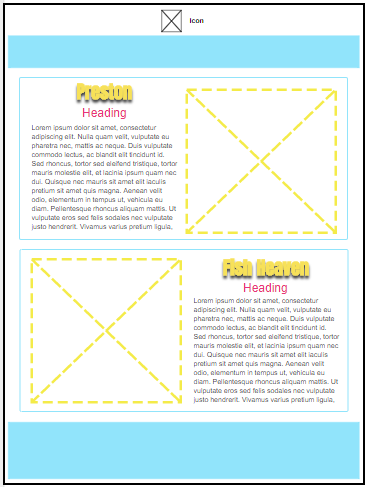 Icon
Preston
Heading
Lorem ipsum dolor sit amet, consectetur
adipiscing elit. Cras quam velit, vulputate eu
pharetra nec, mattis ac neque. Duis vulputate
commodo lectus, ac blandit elit tincidunt id.
Sed rhoncus, tortor sed eleifend tristique, tortor
mauris molestie elit, et lacinia ipsum quam nec
dui. Quisque nec mauris sit amet elit iaculis
pretium sit amet quis magna. Aenean velit
odio, elementum in tempus ut, vehicula eu
diam. Pellentesque rhoncus aliquam mattis. Ut
vulputate eros sed felis sodales nec vulputate
justo hendrerit. Vivamus varius pretium ligula,
Fish Heaven
Heading
Lorem ipsum dolor sit amet, consectetur
adipiscing elit. Cras quam velit, vulputate eu
pharetra nec, mattis ac neque. Duis vulputate
commodo lectus, ac blandit elit tincidunt id.
Sed rhoncus, tortor sed eleifend tristique, tortor
mauris molestie elit, et lacinia ipsum quam nec
dui. Quisque nec mauris sit amet elit iaculis
pretium sit amet quis magna. Aenean velit
odio, elementum in tempus ut, vehicula eu
diam. Pellentesque rhoncus aliquam mattis. Ut
vulputate eros sed felis sodales nec vulputate
justo hendrerit. Vivamus varius pretium ligula,